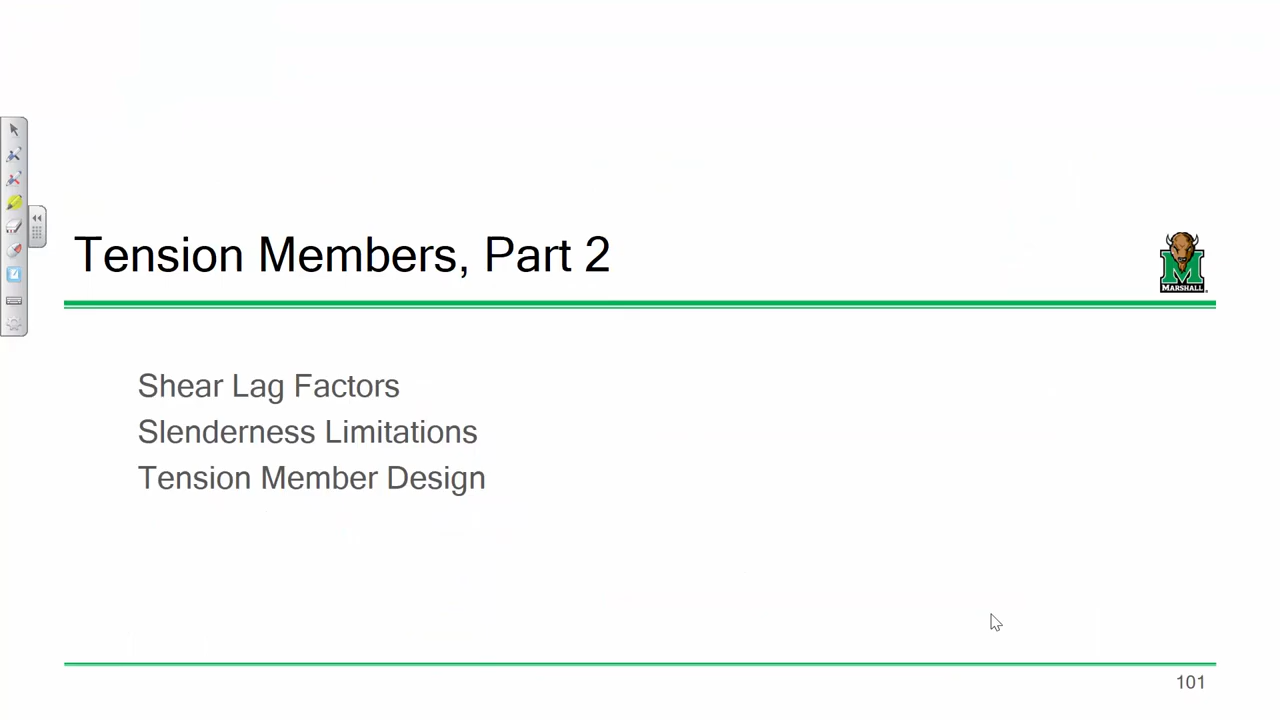 Tension Members, Part 2
MARSHALL
Shear Lag Factors
Slenderness Limitations
Tension Member Design
101